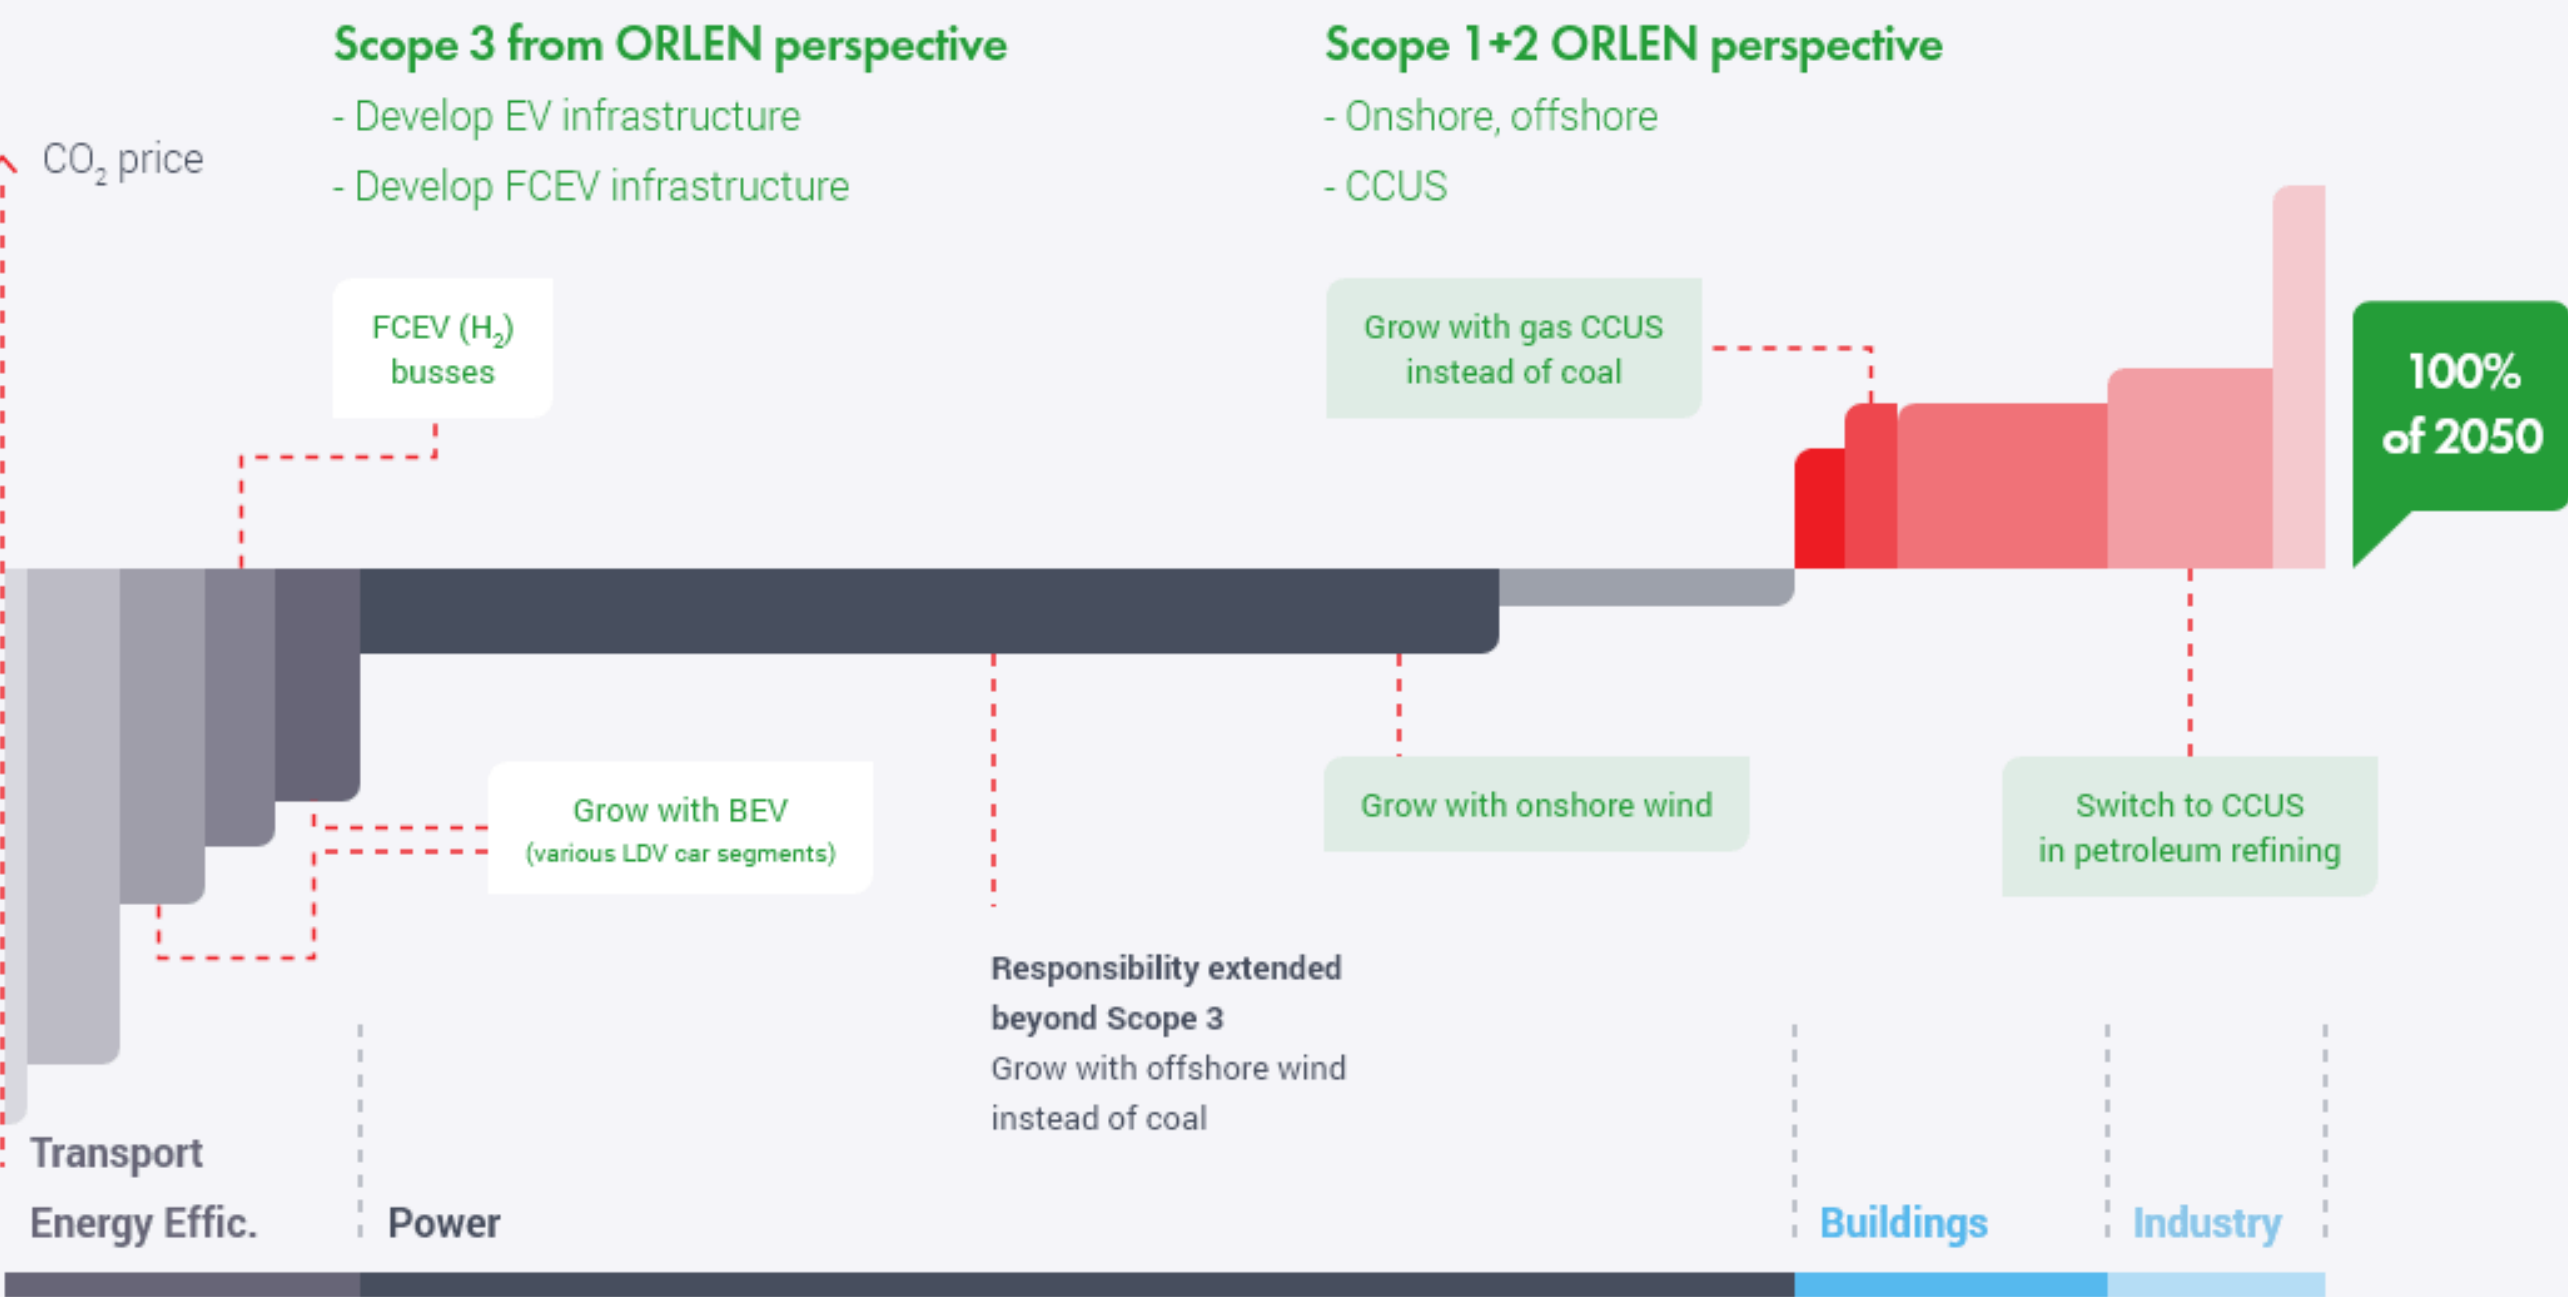 Scope 3 from ORLEN perspective
- Develop EV infrastructure
- Develop FCEV infrastructure
Scope 1+2 ORLEN perspective
- Onshore, offshore
- CCUS
CO₂ price
FCEV (H₂)
busses
Grow with gas CCUS
instead of coal
100%
of 2050
Grow with BEV
(various LDV car segments)
Grow with onshore wind
Switch to CCUS
in petroleum refining
Responsibility extended
beyond Scope 3
Grow with offshore wind
instead of coal
Transport
Energy Effic.
Power
Buildings
Industry